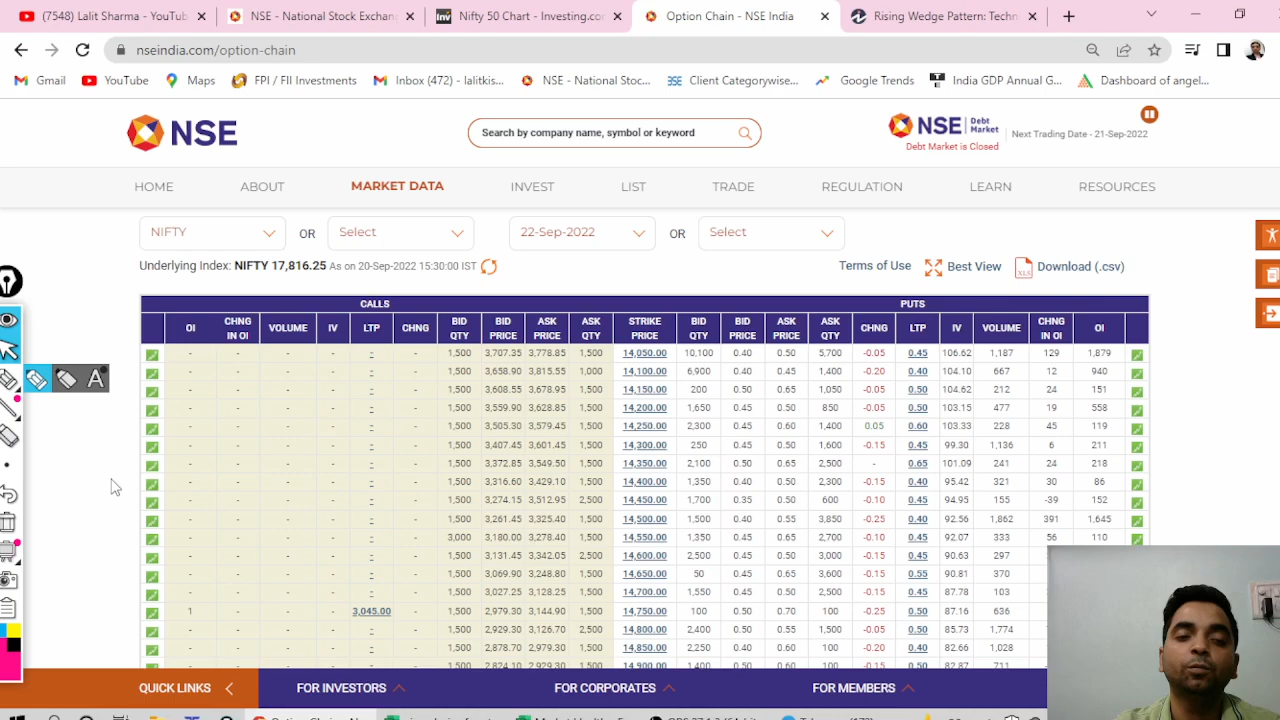 (7548) Lalit Sharma - YouTub
NSE - National Stock Exchan
Nifty 50 Chart - Investing.co
Option Chain - NSE India
Rising Wedge Pattern: Techn
nseindia.com/option-chain
Gmail
YouTube
Maps
FPI / FII Investments
Inbox (472) - lalitkis...
NSE - National Stoc...
Client Categorywise...
Google Trends
India GDP Annual G...
Dashboard of angel...
NSE
Search by company name, symbol or keyword
NSE Debt Market
Debt Market is Closed
Next Trading Date - 21-Sep-2022
HOME ABOUT MARKET DATA INVEST LIST TRADE REGULATION LEARN RESOURCES
NIFTY OR Select 22-Sep-2022 OR Select
Underlying Index: NIFTY 17,816.25 As on 20-Sep-2022 15:30:00 IST
Terms of Use Best View Download (.csv)
CALLS PUTS
OI CHNG IN OI VOLUME IV LTP CHNG BID QTY BID PRICE ASK PRICE ASK QTY STRIKE PRICE BID QTY BID PRICE ASK PRICE ASK QTY CHNG LTP IV VOLUME CHNG IN OI OI
- - - - - - 1,500 3,707.35 3,778.85 1,500 14,050.00 10,100 0.40 0.50 5,700 -0.05 0.45 106.62 1,187 129 1,879
- - - - - - 1,500 3,658.90 3,815.55 1,000 14,100.00 6,900 0.40 0.45 1,400 -0.20 0.40 104.10 667 12 940
- - - - - - 1,500 3,608.55 3,678.95 1,500 14,150.00 200 0.50 0.65 1,050 -0.05 0.50 104.62 212 24 151
- - - - - - 1,500 3,559.90 3,628.85 1,500 14,200.00 1,650 0.45 0.50 850 -0.05 0.50 103.15 477 19 558
- - - - - - 1,500 3,505.30 3,579.45 1,500 14,250.00 2,300 0.45 0.60 1,400 0.05 0.60 103.33 228 45 119
- - - - - - 1,500 3,407.45 3,601.45 1,500 14,300.00 250 0.45 0.50 1,600 -0.15 0.45 99.30 1,136 6 211
- - - - - - 1,500 3,372.85 3,549.50 1,500 14,350.00 2,100 0.50 0.65 2,500 - 0.65 101.09 241 24 218
- - - - - - 1,500 3,316.60 3,429.10 1,500 14,400.00 1,350 0.40 0.50 2,300 -0.15 0.40 95.42 321 30 86
- - - - - - 1,500 3,274.15 3,512.95 2,500 14,450.00 1,700 0.35 0.50 600 -0.10 0.45 94.95 155 -39 152
- - - - - - 1,500 3,261.45 3,325.40 1,500 14,500.00 1,500 0.40 0.55 3,850 -0.25 0.40 92.56 1,862 391 1,645
- - - - - - 3,000 3,180.00 3,278.40 1,500 14,550.00 1,350 0.45 0.65 2,700 -0.10 0.45 92.07 333 56 110
- - - - - - 1,500 3,131.45 3,342.05 1,500 14,600.00 2,500 0.45 0.50 3,000 -0.15 0.40 90.63 297
- - - - - - 1,500 3,069.90 3,248.80 1,500 14,650.00 50 0.45 0.65 3,600 -0.15 0.55 90.81 370
- - - - - - 1,500 3,027.25 3,128.25 1,500 14,700.00 1,550 0.45 0.50 2,500 -0.15 0.50 87.78 103
1 - - - 3,045.00 - 1,500 2,979.30 3,144.90 1,500 14,750.00 100 0.50 0.70 100 -0.25 0.50 87.16 636
- - - - - - 1,500 2,929.30 3,126.70 2,500 14,800.00 2,400 0.50 0.55 1,500 -0.05 0.50 85.73 1,774
- - - - - - 1,500 2,878.70 2,979.30 1,500 14,850.00 2,250 0.40 0.60 100 -0.20 0.40 82.66 1,028
1,500 2,824.10 2,929.30 1,500 14,900.00 1,400 0.50 0.60 100 -0.15 0.50 82.87 711
QUICK LINKS FOR INVESTORS FOR CORPORATES FOR MEMBERS